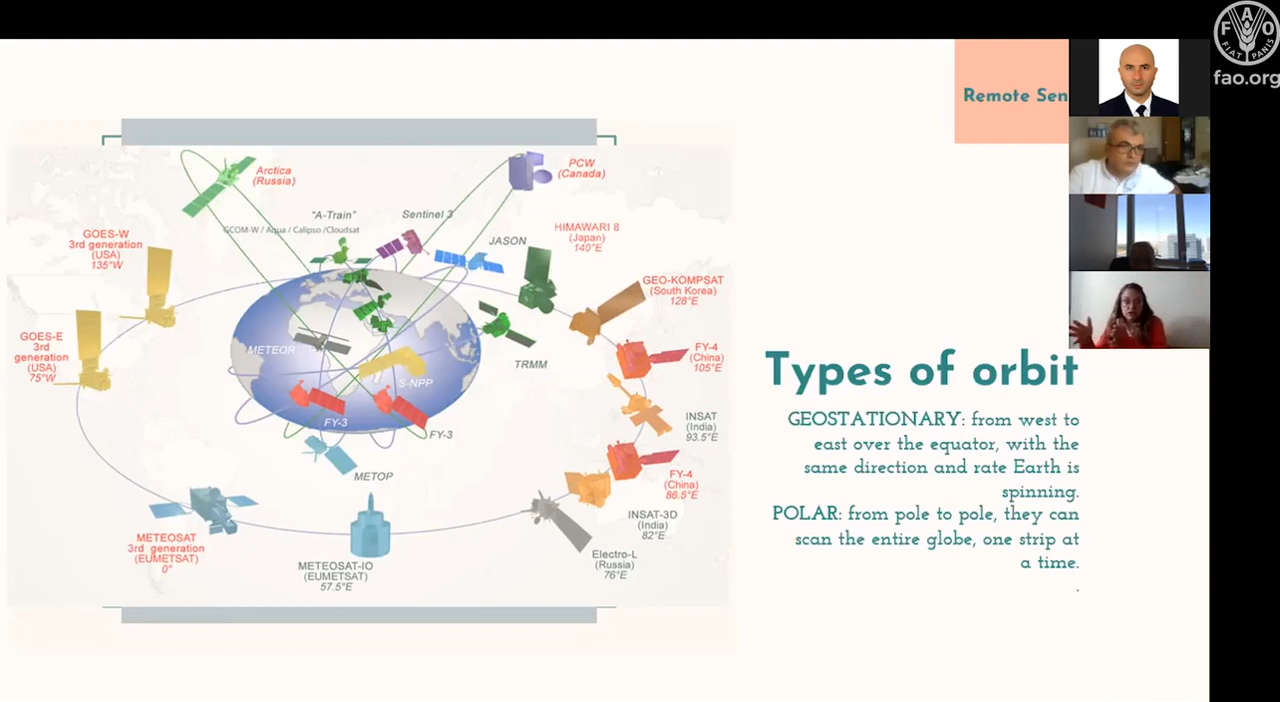 F A O
FIAT PANIS
fao.org
Remote Sen
Arctica
(Russia)
PCW
(Canada)
"A-Train"
GCOM-W / Aqua / Calipso /Cloudsat
Sentinel 3
JASON
HIMAWARI 8
(Japan)
140°E
GOES-W
3rd generation
(USA)
135°W
GEO-KOMPSAT
(South Korea)
128°E
GOES-E
3rd
generation
(USA)
75°W
METEOR
S-NPP
TRMM
FY-4
(China)
105°E
FY-3
FY-3
INSAT
(India)
93.5°E
METOP
FY-4
(China)
86.5°E
METEOSAT
3rd generation
(EUMETSAT)
0°
METEOSAT-IO
(EUMETSAT)
57.5°E
INSAT-3D
(India)
82°E
Electro-L
(Russia)
76°E
Types of orbit
GEOSTATIONARY: from west to
east over the equator, with the
same direction and rate Earth is
spinning.
POLAR: from pole to pole, they can
scan the entire globe, one strip at
a time.
.